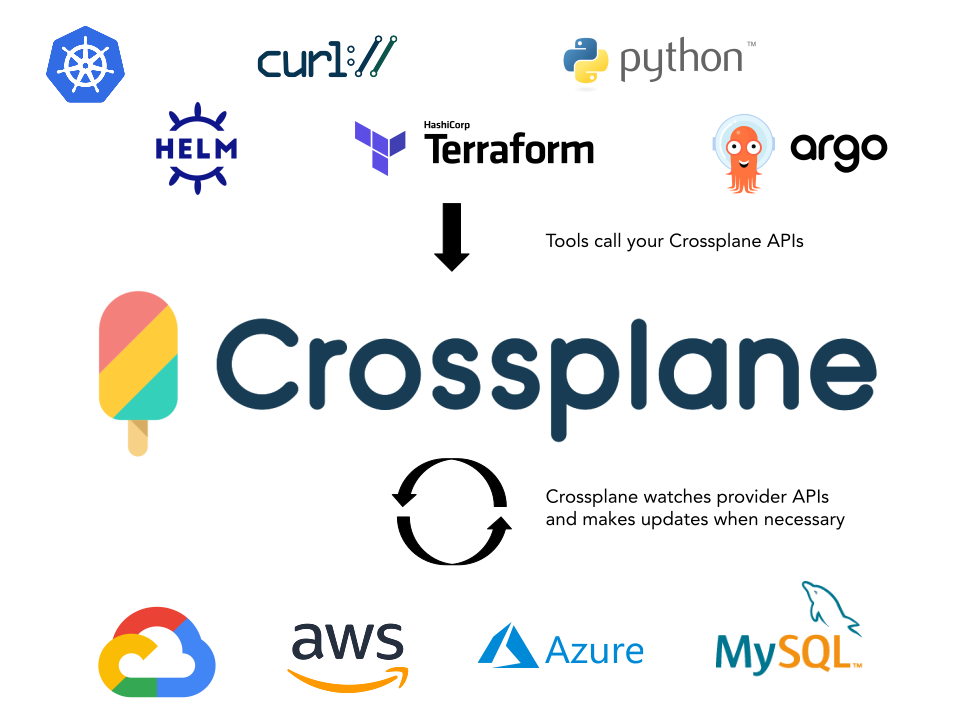 curl://
python™
HELM
HashiCorp
Terraform
argo
Tools call your Crossplane APIs
Crossplane
Crossplane watches provider APIs
and makes updates when necessary
aws
Azure
MySQL™